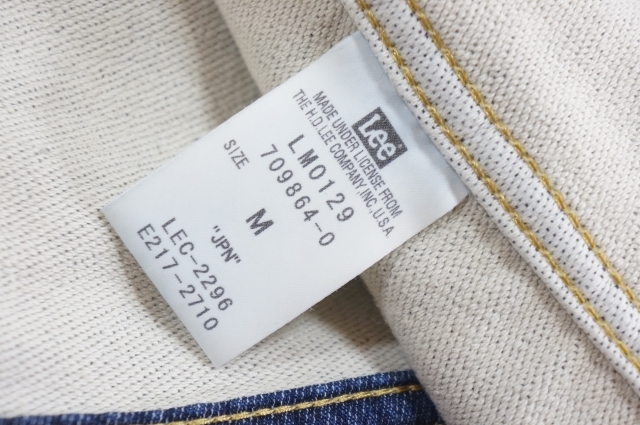 Lee
MADE UNDER LICENSE FROM
THE H.D.LEE COMPANY,INC,U.S.A
LM0129
709864-0
SIZE M
"JPN"
LEC-2296
E217-2710